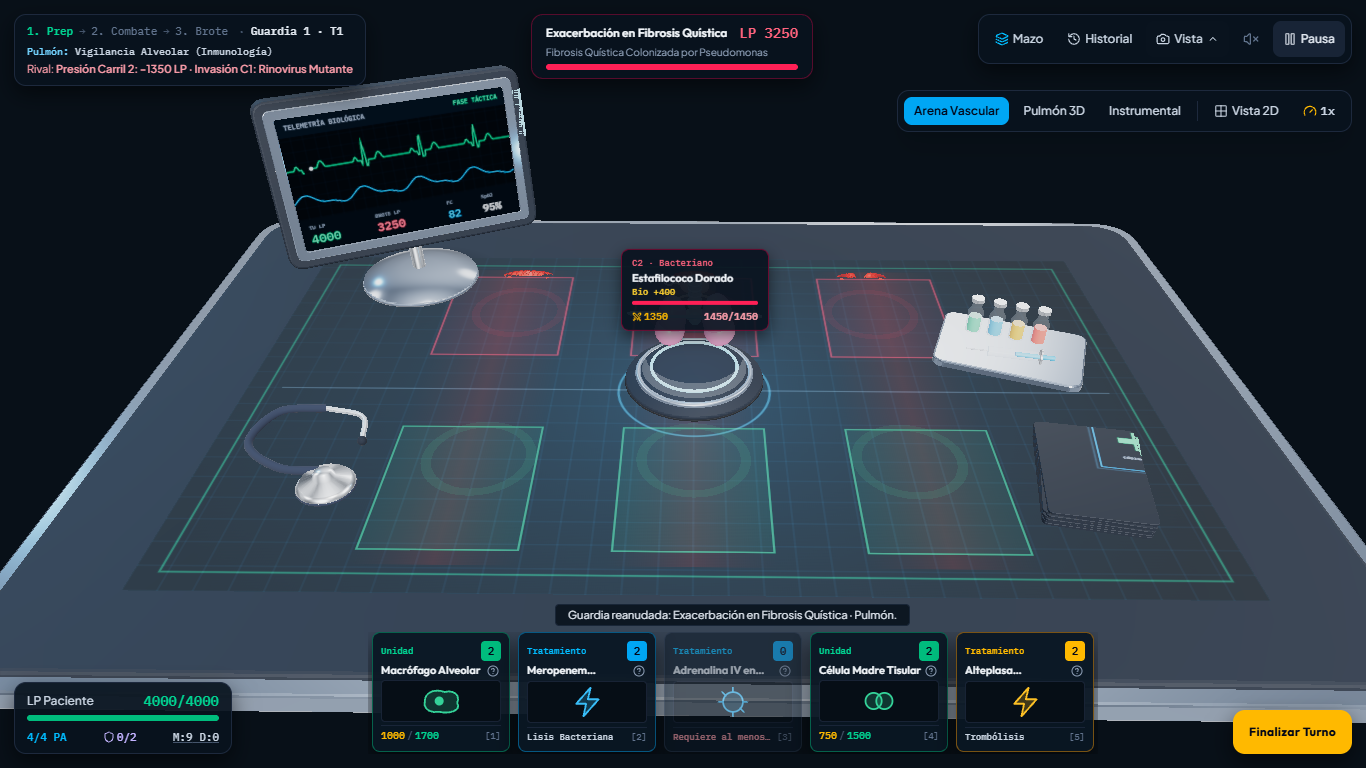 1. Prep → 2. Combate → 3. Brote · Guardia 1 · T1
Pulmón: Vigilancia Alveolar (Inmunología)
Rival: Presión Carril 2: -1350 LP · Invasión C1: Rinovirus Mutante
Exacerbación en Fibrosis Quística LP 3250
Fibrosis Quística Colonizada por Pseudomonas
Mazo
Historial
Vista
Pausa
Arena Vascular
Pulmón 3D
Instrumental
Vista 2D
1x
TELEMETRÍA BIOLÓGICA
FASE TÁCTICA
TU LP
4000
BROTE LP
3250
FC
82
SpO2
95%
C2 · Bacteriano
Estafilococo Dorado
Bio +400
1350 1450/1450
Guardia reanudada: Exacerbación en Fibrosis Quística · Pulmón.
Unidad 2
Macrófago Alveolar
1000 / 1700 [1]
Tratamiento 2
Meropenem...
Lisis Bacteriana [2]
Tratamiento 0
Adrenalina IV en...
Requiere al menos... [3]
Unidad 2
Célula Madre Tisular
750 / 1500 [4]
Tratamiento 2
Alteplasa...
Trombólisis [5]
LP Paciente 4000/4000
4/4 PA 0/2 M:9 D:0
Finalizar Turno